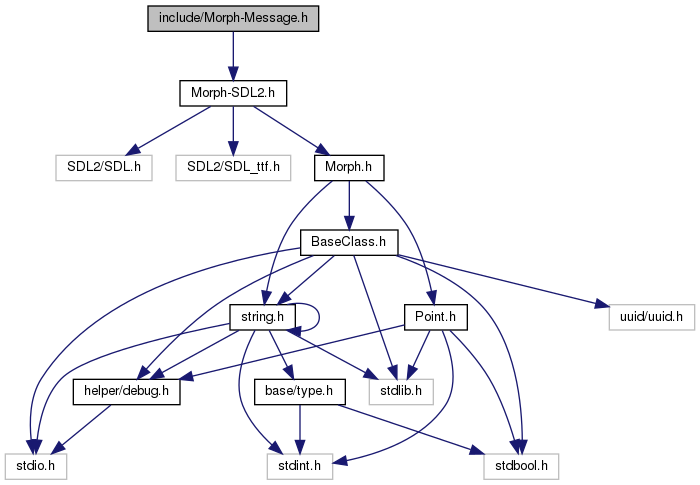 include/Morph-Message.h
Morph-SDL2.h
SDL2/SDL.h
SDL2/SDL_ttf.h
Morph.h
BaseClass.h
string.h
Point.h
uuid/uuid.h
helper/debug.h
base/type.h
stdlib.h
stdio.h
stdint.h
stdbool.h